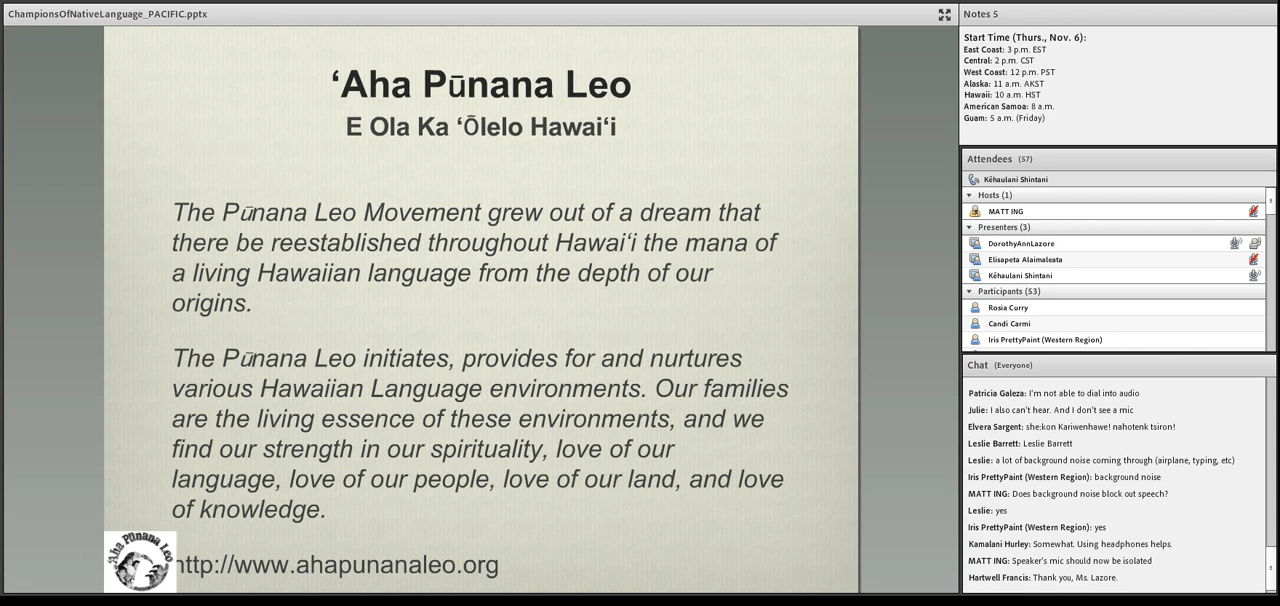 ChampionsOfNativeLanguage_PACIFIC.pptx
ʻAha Pūnana Leo
E Ola Ka ʻŌlelo Hawaiʻi
The Pūnana Leo Movement grew out of a dream that
there be reestablished throughout Hawaiʻi the mana of
a living Hawaiian language from the depth of our
origins.
The Pūnana Leo initiates, provides for and nurtures
various Hawaiian Language environments. Our families
are the living essence of these environments, and we
find our strength in our spirituality, love of our
language, love of our people, love of our land, and love
of knowledge.
ʻAha Pūnana Leo
http://www.ahapunanaleo.org
Notes 5
Start Time (Thurs., Nov. 6):
East Coast: 3 p.m. EST
Central: 2 p.m. CST
West Coast: 12 p.m. PST
Alaska: 11 a.m. AKST
Hawaii: 10 a.m. HST
American Samoa: 8 a.m.
Guam: 5 a.m. (Friday)
Attendees (57)
Kēhaulani Shintani
Hosts (1)
MATT ING
Presenters (3)
DorothyAnnLazore
Elisapeta Alaimaleata
Kēhaulani Shintani
Participants (53)
Rosia Curry
Candi Carmi
Iris PrettyPaint (Western Region)
Chat (Everyone)
Patricia Galeza: I'm not able to dial into audio
Julie: I also can't hear. And I don't see a mic
Elvera Sargent: she:kon Kariwenhawe! nahotenk tsiron!
Leslie Barrett: Leslie Barrett
Leslie: a lot of background noise coming through (airplane, typing, etc)
Iris PrettyPaint (Western Region): background noise
MATT ING: Does background noise block out speech?
Leslie: yes
Iris PrettyPaint (Western Region): yes
Kamalani Hurley: Somewhat. Using headphones helps.
MATT ING: Speaker's mic should now be isolated
Hartwell Francis: Thank you, Ms. Lazore.